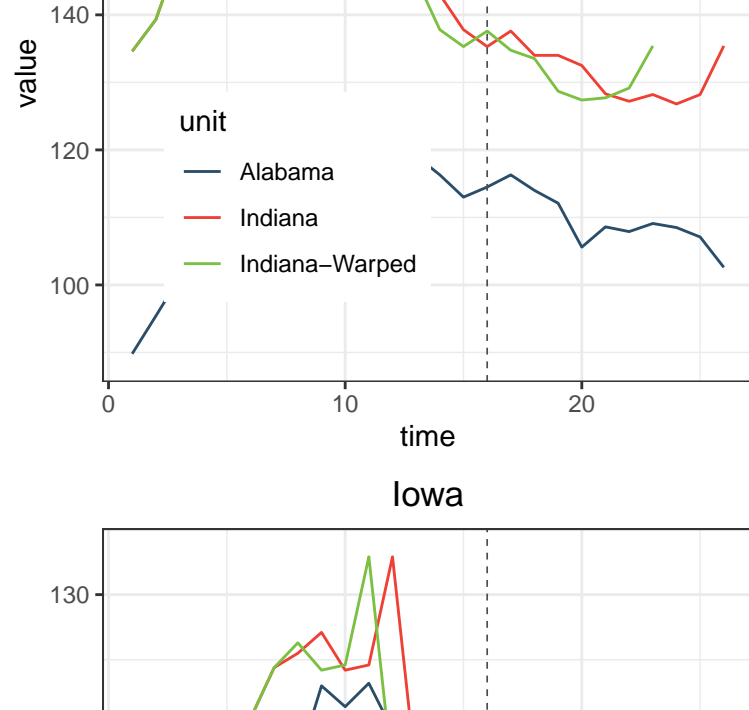 140
value
unit
120
Alabama
Indiana
Indiana−Warped
100
0 10 20
time
Iowa
130